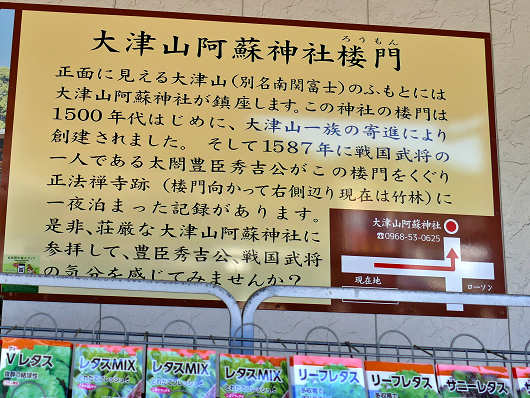 ろうもん
大津山阿蘇神社楼門
正面に見える大津山(別名南関富士)のふもとには
大津山阿蘇神社が鎮座します。この神社の楼門は
1500年代はじめに、大津山一族の寄進により
創建されました。そして1587年に戦国武将の
一人である太閤豊臣秀吉公がこの楼門をくぐり
正法禅寺跡(楼門向かって右側辺り現在は竹林)に
一夜泊まった記録があります。
是非、荘厳な大津山阿蘇神社に
参拝して、豊臣秀吉公、戦国武将
の気分を感じてみませんか?
大津山阿蘇神社
☎0968-53-0625
現在地
ローソン
Vレタス
レタスMIX
レタスMIX
レタスMIX
リーフレタス
リーフレタス
サニーレタス